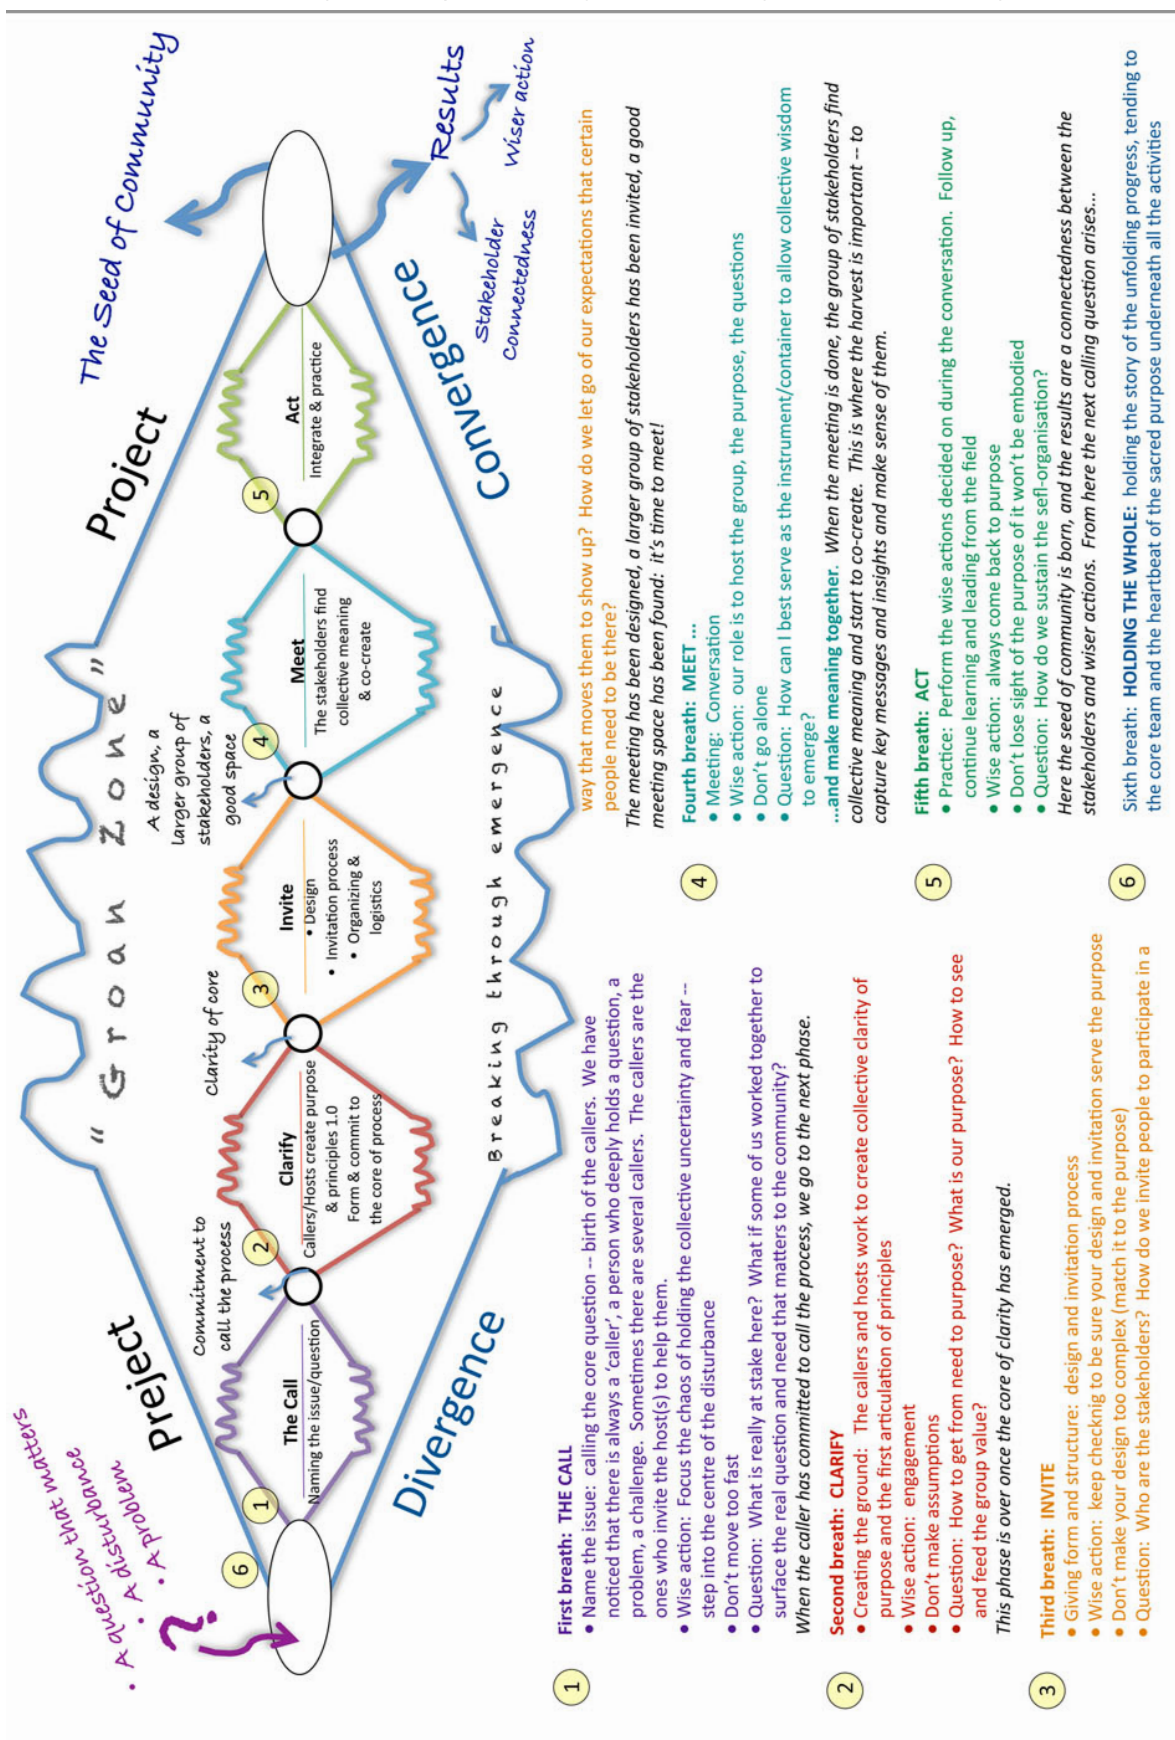 • A question that matters
• A disturbance
• A problem
?
Preject
Project
The Seed of Community
"Groan Zone"
6
1
The Call
Naming the issue/question
Commitment to
call the process
2
Clarify
Callers/Hosts create purpose
& principles 1.0
Form & commit to
the core of process
Clarity of core
3
Invite
• Design
• Invitation process
• Organizing &
logistics
A design, a
larger group of
stakeholders, a
good space
4
Meet
The stakeholders find
collective meaning
& co-create
5
Act
Integrate & practice
Divergence
Breaking through emergence
Convergence
Results
Stakeholder
Connectedness
Wiser action
1
First breath: THE CALL
• Name the issue: calling the core question -- birth of the callers. We have
noticed that there is always a 'caller', a person who deeply holds a question, a
problem, a challenge. Sometimes there are several callers. The callers are the
ones who invite the host(s) to help them.
• Wise action: Focus the chaos of holding the collective uncertainty and fear --
step into the centre of the disturbance
• Don't move too fast
• Question: What is really at stake here? What if some of us worked together to
surface the real question and need that matters to the community?
When the caller has committed to call the process, we go to the next phase.
2
Second breath: CLARIFY
• Creating the ground: The callers and hosts work to create collective clarity of
purpose and the first articulation of principles
• Wise action: engagement
• Don't make assumptions
• Question: How to get from need to purpose? What is our purpose? How to see
and feed the group value?
This phase is over once the core of clarity has emerged.
3
Third breath: INVITE
• Giving form and structure: design and invitation process
• Wise action: keep checknig to be sure your design and invitation serve the purpose
• Don't make your design too complex (match it to the purpose)
• Question: Who are the stakeholders? How do we invite people to participate in a
way that moves them to show up? How do we let go of our expectations that certain
people need to be there?
The meeting has been designed, a larger group of stakeholders has been invited, a good
meeting space has been found: it's time to meet!
4
Fourth breath: MEET ...
• Meeting: Conversation
• Wise action: our role is to host the group, the purpose, the questions
• Don't go alone
• Question: How can I best serve as the instrument/container to allow collective wisdom
to emerge?
...and make meaning together. When the meeting is done, the group of stakeholders find
collective meaning and start to co-create. This is where the harvest is important -- to
capture key messages and insights and make sense of them.
5
Fifth breath: ACT
• Practice: Perform the wise actions decided on during the conversation. Follow up,
continue learning and leading from the field
• Wise action: always come back to purpose
• Don't lose sight of the purpose of it won't be embodied
• Question: How do we sustain the sefl-organisation?
Here the seed of community is born, and the results are a connectedness between the
stakeholders and wiser actions. From here the next calling question arises...
6
Sixth breath: HOLDING THE WHOLE: holding the story of the unfolding progress, tending to
the core team and the heartbeat of the sacred purpose underneath all the activities